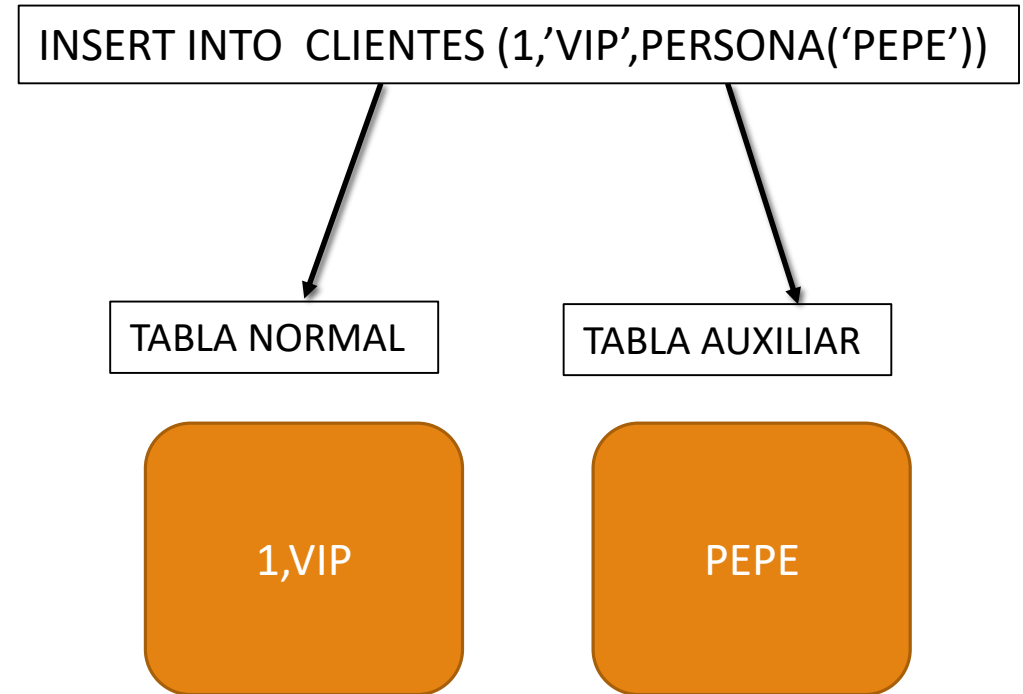 INSERT INTO  CLIENTES (1,’VIP’,PERSONA(‘PEPE’))
TABLA NORMAL
TABLA AUXILIAR
1,VIP
PEPE